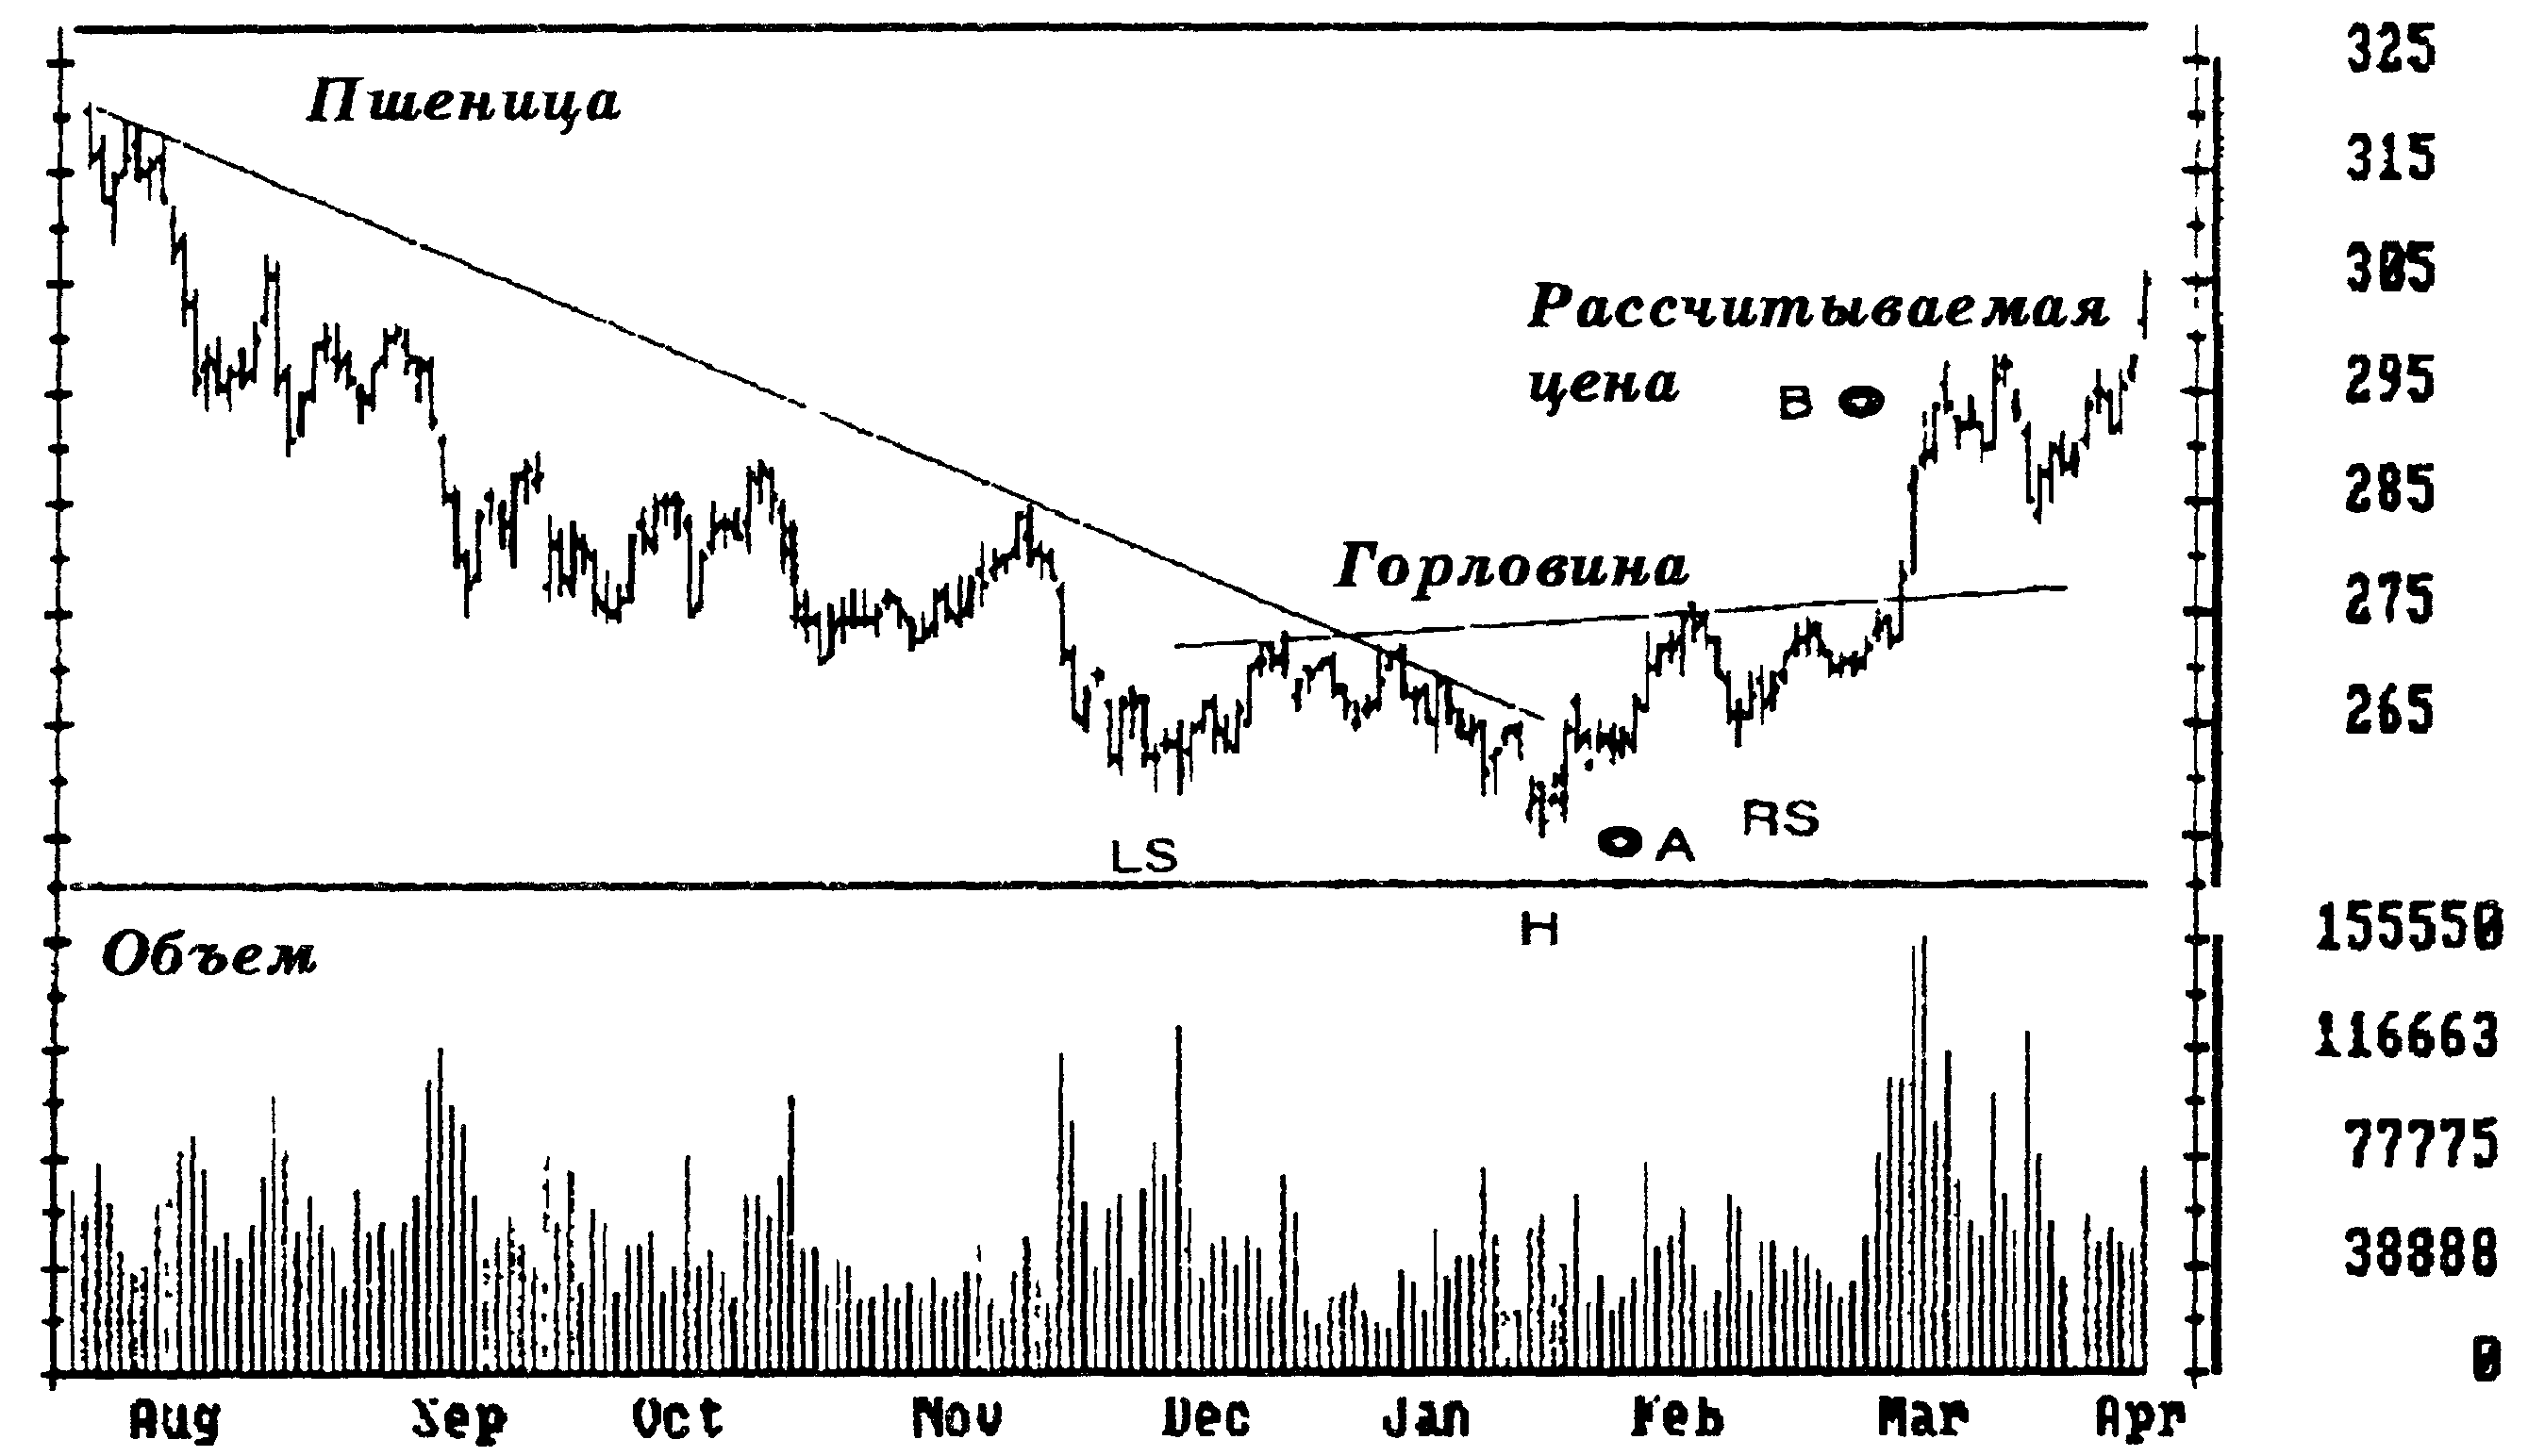 325
Пшеница
315
305
Рассчитываемая
цена
295
B
285
Горловина
275
265
RS
A
LS
155550
H
Объем
116663
77775
38888
0
Aug Sep Oct Nov Dec Jan Feb Mar Apr